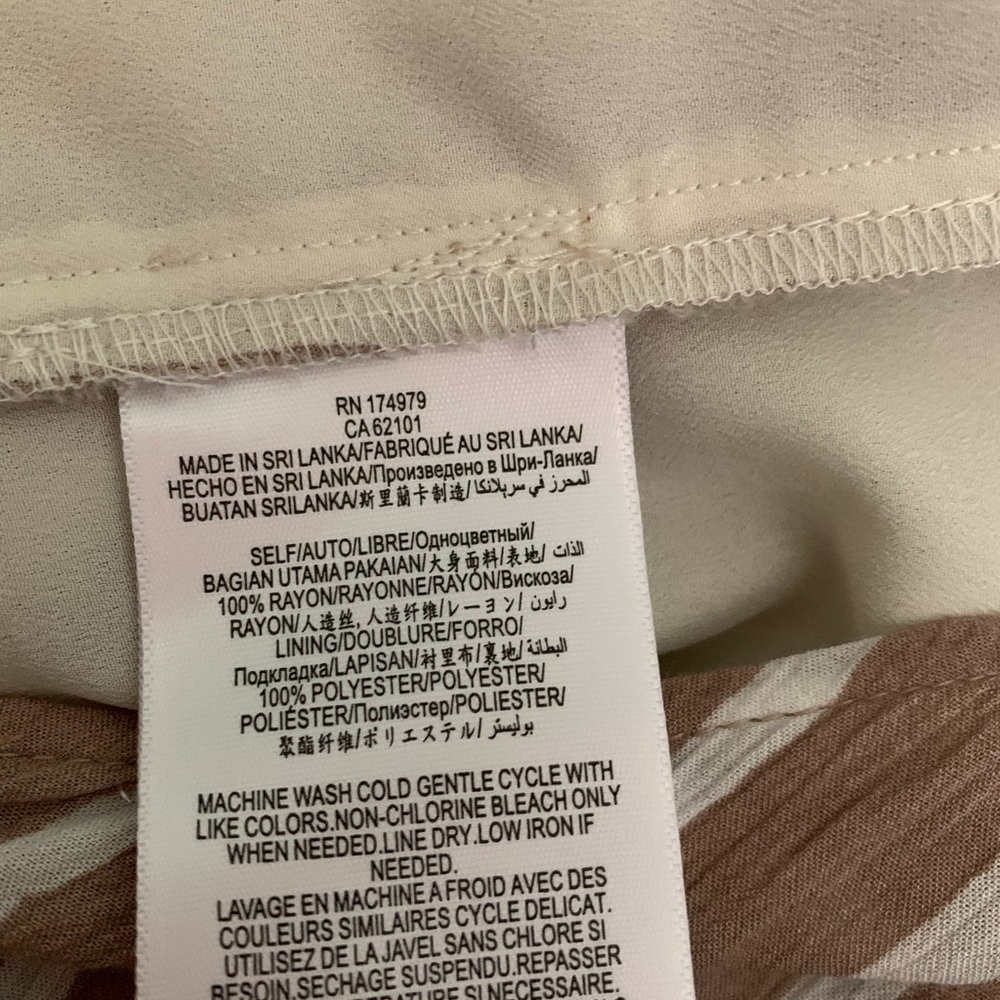 RN 174979
CA 62101
MADE IN SRI LANKA/FABRIQUÉ AU SRI LANKA/
HECHO EN SRI LANKA/Произведено в Шри-Ланка/
BUATAN SRILANKA/斯里蘭卡制造/المحرز في سريلانكا
SELF/AUTO/LIBRE/Одноцветный/
BAGIAN UTAMA PAKAIAN/大身面料/表地/الذات
100% RAYON/RAYONNE/RAYÓN/Вискоза/
RAYON/人造丝, 人造纤维/レーヨン/رايون
LINING/DOUBLURE/FORRO/
Подкладка/LAPISAN/衬里布/裏地/البطانة
100% POLYESTER/POLYESTER/
POLIÉSTER/Полиэстер/POLIESTER/
聚酯纤维/ポリエステル/بوليستر
MACHINE WASH COLD GENTLE CYCLE WITH
LIKE COLORS.NON-CHLORINE BLEACH ONLY
WHEN NEEDED.LINE DRY.LOW IRON IF
NEEDED.
LAVAGE EN MACHINE A FROID AVEC DES
COULEURS SIMILAIRES CYCLE DELICAT.
UTILISEZ DE LA JAVEL SANS CHLORE SI
BESOIN.SECHAGE SUSPENDU.REPASSER
SI NECESSAIRE.